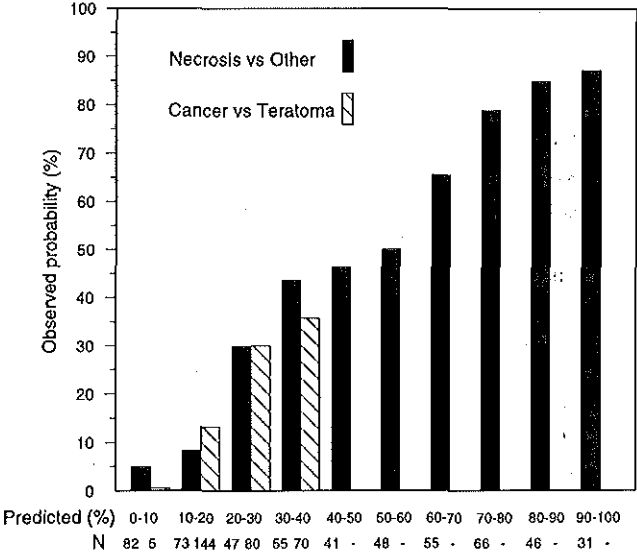 100
90
80
70
60
50
40
30
20
10
0
Observed probability (%)
Necrosis vs Other
Cancer vs Teratoma
Predicted (%) 0-10 10-20 20-30 30-40 40-50 50-60 60-70 70-80 80-90 90-100
N 82 5 73 144 47 80 65 70 41 - 48 - 55 - 66 - 46 - 31 -